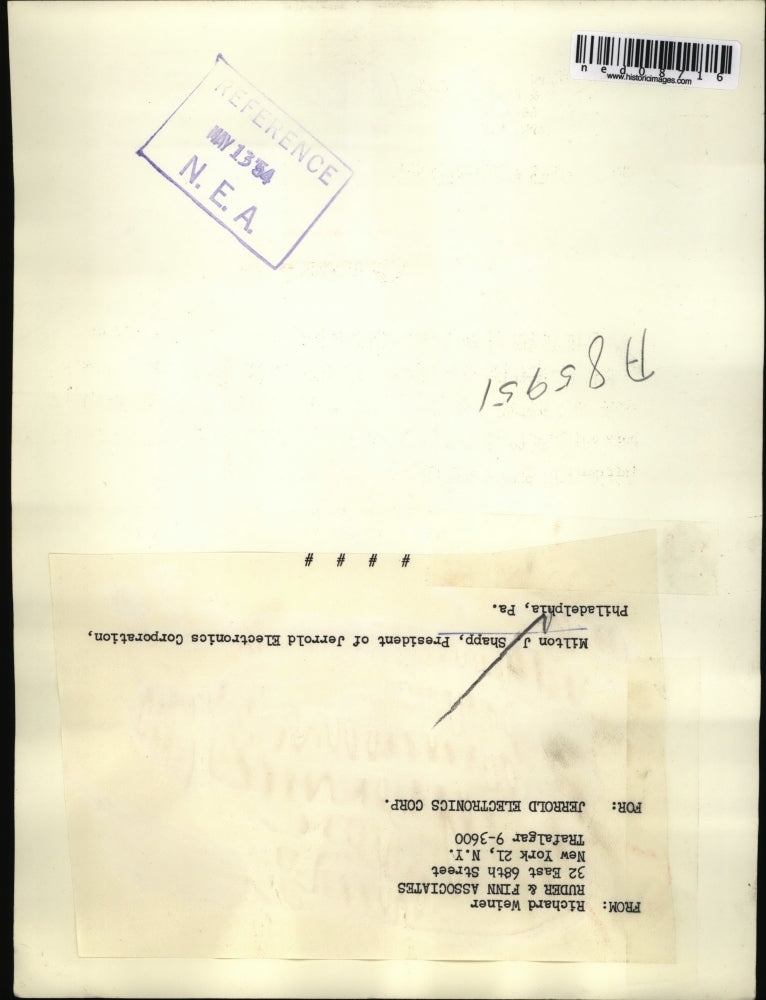 ned08716
www.historicimages.com
REFERENCE
MAY 13 '54
N. E. A.
A85951
FROM: Richard Weiner
RUDER & FINN ASSOCIATES
32 East 68th Street
New York 21, N.Y.
TRafalgar 9-3600
FOR: JERROLD ELECTRONICS CORP.
Milton J. Shapp, President of Jerrold Electronics Corporation,
Philadelphia, Pa.
# # # #